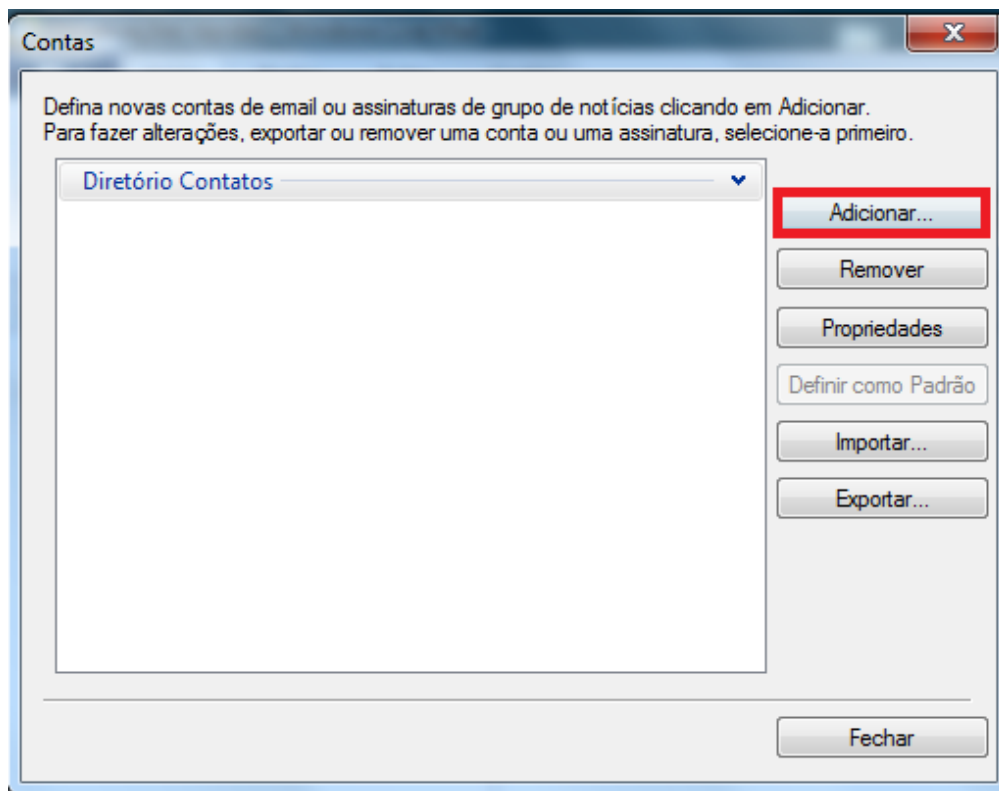 Contas
Defina novas contas de email ou assinaturas de grupo de notícias clicando em Adicionar.
Para fazer alterações, exportar ou remover uma conta ou uma assinatura, selecione-a primeiro.
Diretório Contatos
Adicionar...
Remover
Propriedades
Definir como Padrão
Importar...
Exportar...
Fechar